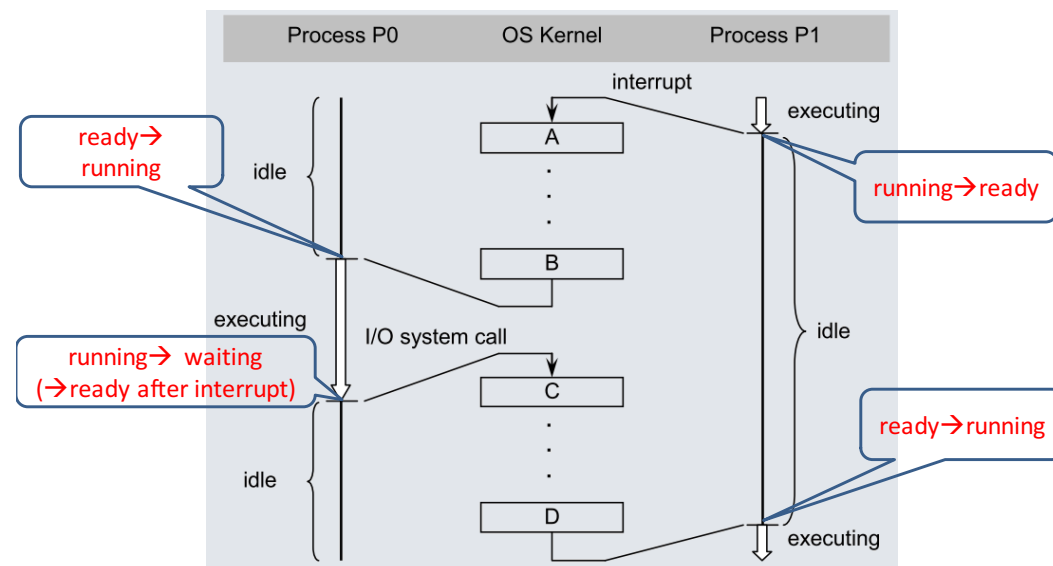 Process P0
OS Kernel
Process P1
interrupt
executing
ready→
running
A
idle
running→ready
.
.
.
B
executing
I/O system call
idle
running→ waiting
(→ready after interrupt)
C
ready→running
.
.
.
idle
D
executing